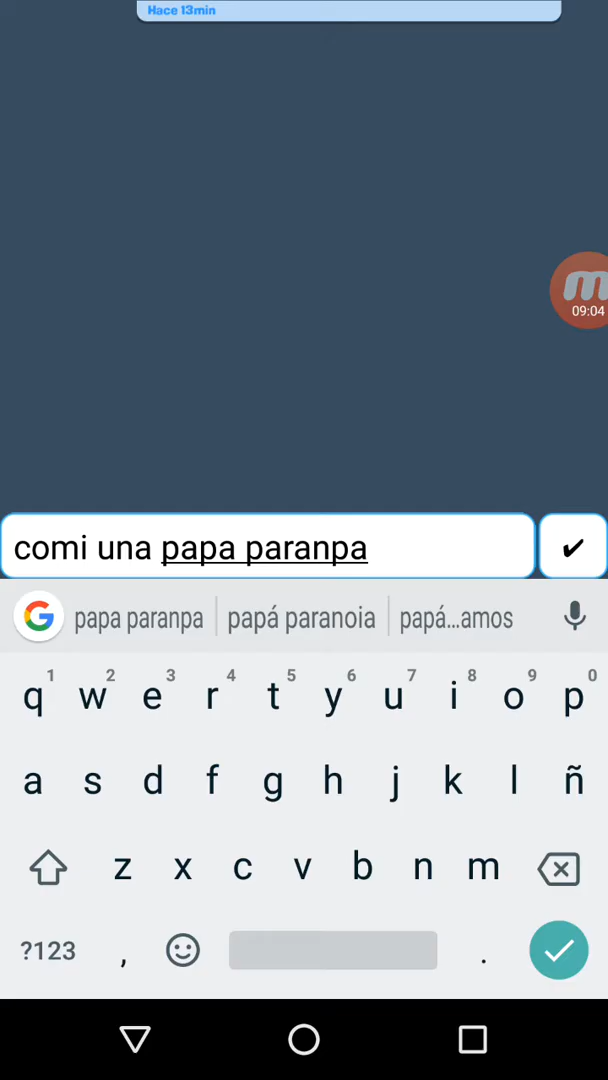 Hace 13min
m
09:04
comi una papa paranpa ✔
G papa paranpa papá paranoia papá...amos
1 2 3 4 5 6 7 8 9 0
q w e r t y u i o p
a s d f g h j k l ñ
z x c v b n m
?123 , .